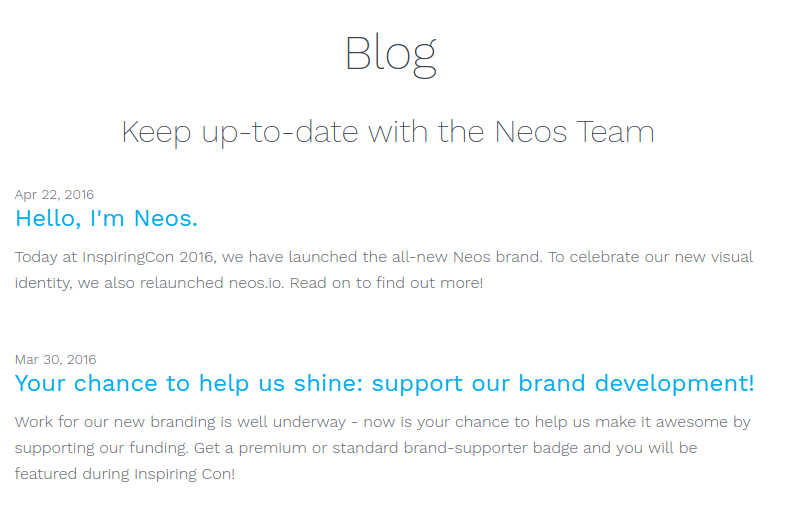 Blog
Keep up-to-date with the Neos Team
Apr 22, 2016
Hello, I'm Neos.
Today at InspiringCon 2016, we have launched the all-new Neos brand. To celebrate our new visual
identity, we also relaunched neos.io. Read on to find out more!
Mar 30, 2016
Your chance to help us shine: support our brand development!
Work for our new branding is well underway - now is your chance to help us make it awesome by
supporting our funding. Get a premium or standard brand-supporter badge and you will be
featured during Inspiring Con!